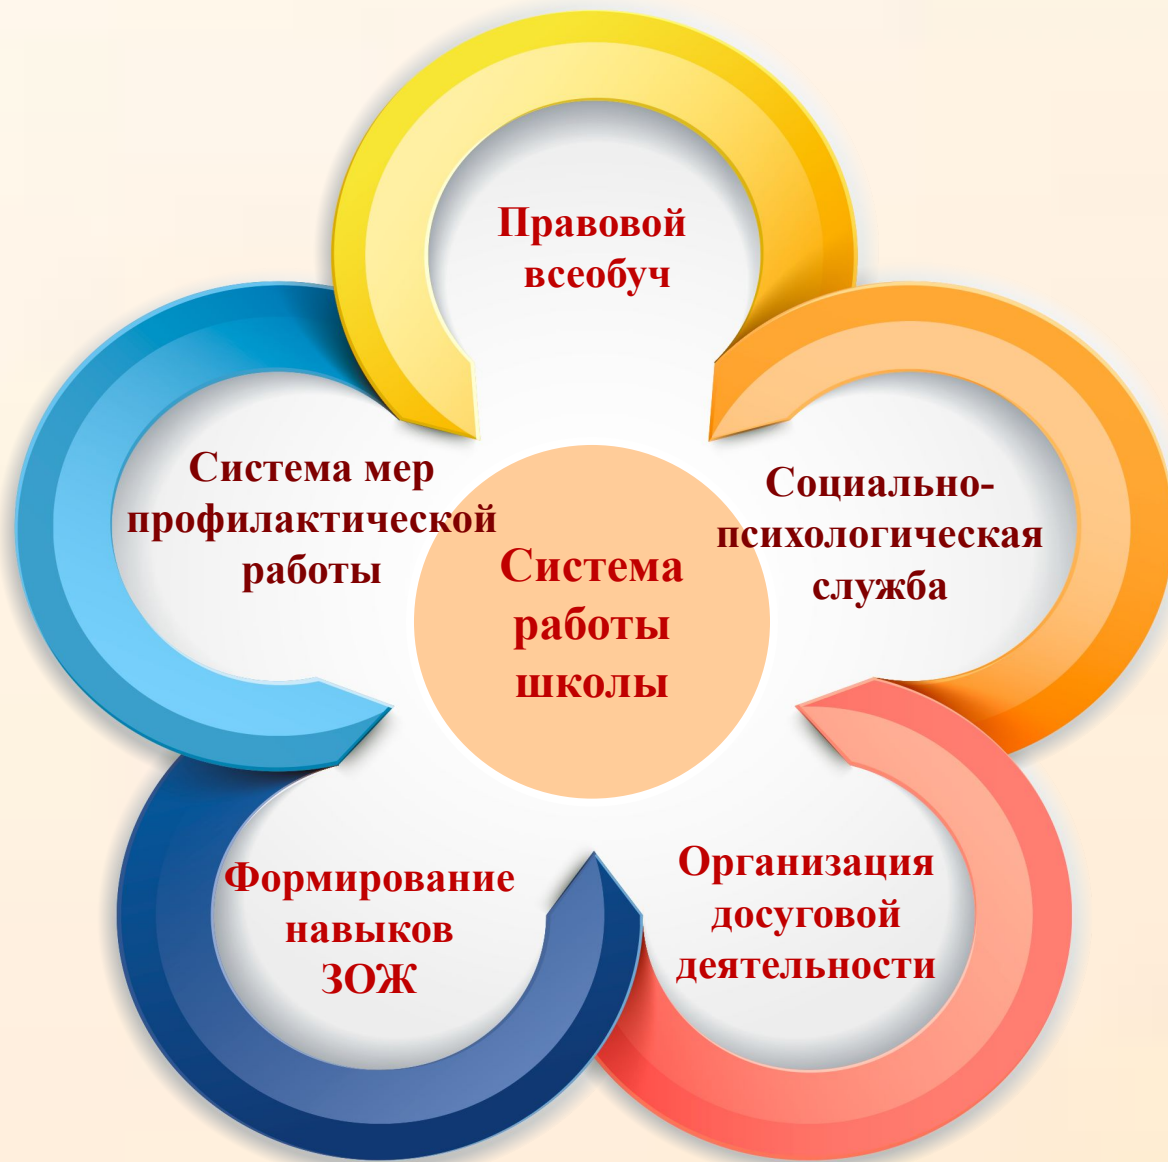 Правовой
всеобуч
Система мер
профилактической
работы
Социально-
психологическая
служба
Система
работы
школы
Формирование
навыков
ЗОЖ
Организация
досуговой
деятельности